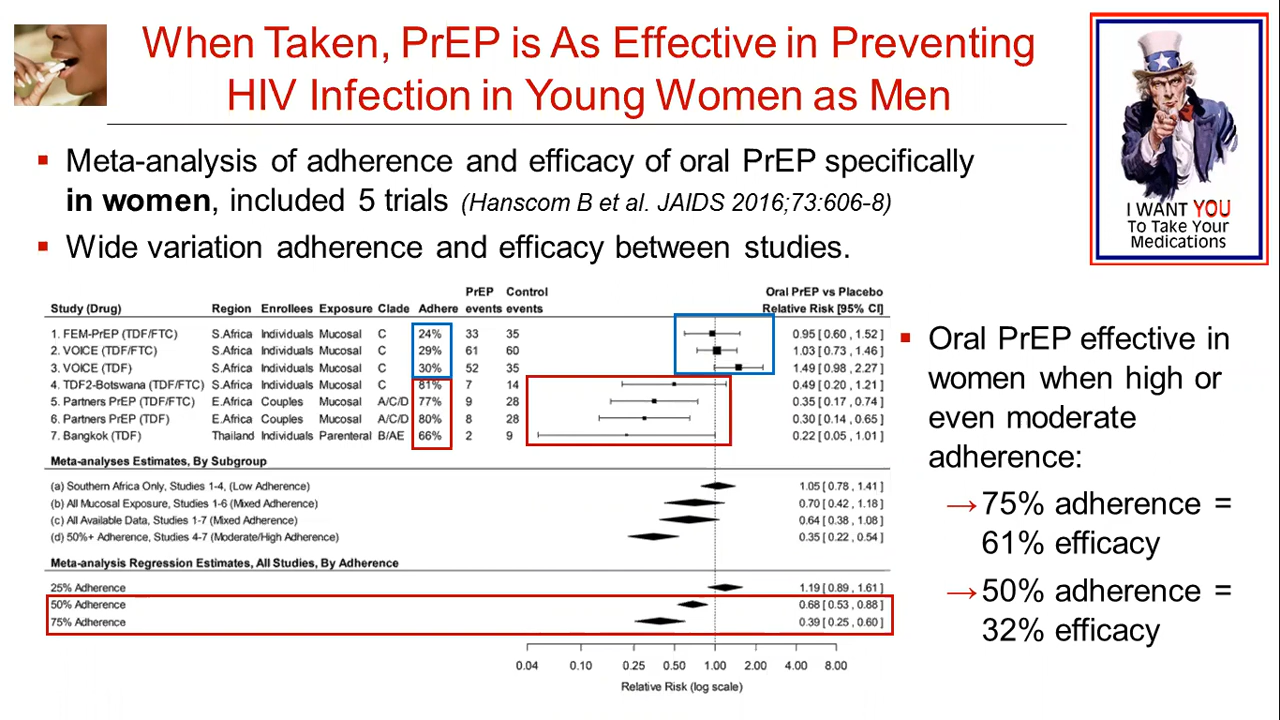 When Taken, PrEP is As Effective in Preventing
HIV Infection in Young Women as Men
I WANT YOU
To Take Your
Medications
▪ Meta-analysis of adherence and efficacy of oral PrEP specifically
in women, included 5 trials (Hanscom B et al. JAIDS 2016;73:606-8)
▪ Wide variation adherence and efficacy between studies.
PrEP Control Oral PrEP vs Placebo
Study (Drug) Region Enrollees Exposure Clade Adhere events events Relative Risk [95% CI]
1. FEM-PrEP (TDF/FTC) S.Africa Individuals Mucosal C 24% 33 35 0.95 [ 0.60 , 1.52 ]
2. VOICE (TDF/FTC) S.Africa Individuals Mucosal C 29% 61 60 1.03 [ 0.73 , 1.46 ]
3. VOICE (TDF) S.Africa Individuals Mucosal C 30% 52 35 1.49 [ 0.98 , 2.27 ]
4. TDF2-Botswana (TDF/FTC) S.Africa Individuals Mucosal C 81% 7 14 0.49 [ 0.20 , 1.21 ]
5. Partners PrEP (TDF/FTC) E.Africa Couples Mucosal A/C/D 77% 9 28 0.35 [ 0.17 , 0.74 ]
6. Partners PrEP (TDF) E.Africa Couples Mucosal A/C/D 80% 8 28 0.30 [ 0.14 , 0.65 ]
7. Bangkok (TDF) Thailand Individuals Parenteral B/AE 66% 2 9 0.22 [ 0.05 , 1.01 ]
Meta-analyses Estimates, By Subgroup
(a) Southern Africa Only, Studies 1-4, (Low Adherence) 1.05 [ 0.78 , 1.41 ]
(b) All Mucosal Exposure, Studies 1-6 (Mixed Adherence) 0.70 [ 0.42 , 1.18 ]
(c) All Available Data, Studies 1-7 (Mixed Adherence) 0.64 [ 0.38 , 1.08 ]
(d) 50%+ Adherence, Studies 4-7 (Moderate/High Adherence) 0.35 [ 0.22 , 0.54 ]
Meta-analysis Regression Estimates, All Studies, By Adherence
25% Adherence 1.19 [ 0.89 , 1.61 ]
50% Adherence 0.68 [ 0.53 , 0.88 ]
75% Adherence 0.39 [ 0.25 , 0.60 ]
0.04 0.10 0.25 0.50 1.00 2.00 4.00 8.00
Relative Risk (log scale)
▪ Oral PrEP effective in
women when high or
even moderate
adherence:
→75% adherence =
61% efficacy
→50% adherence =
32% efficacy